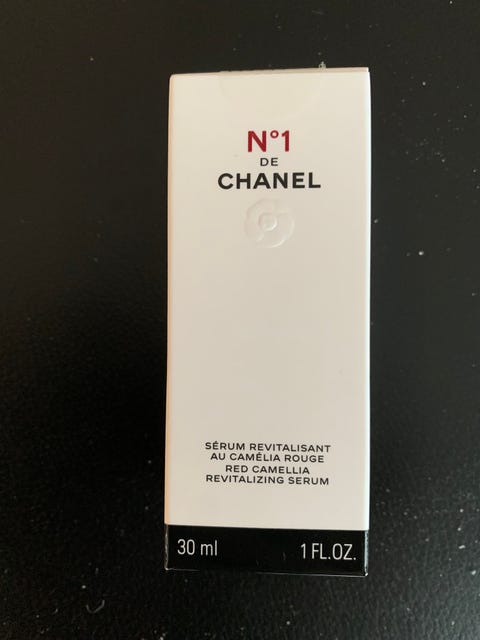 N°1
DE
CHANEL
SÉRUM REVITALISANT
AU CAMÉLIA ROUGE
RED CAMELLIA
REVITALIZING SERUM
30 ml 1 FL.OZ.